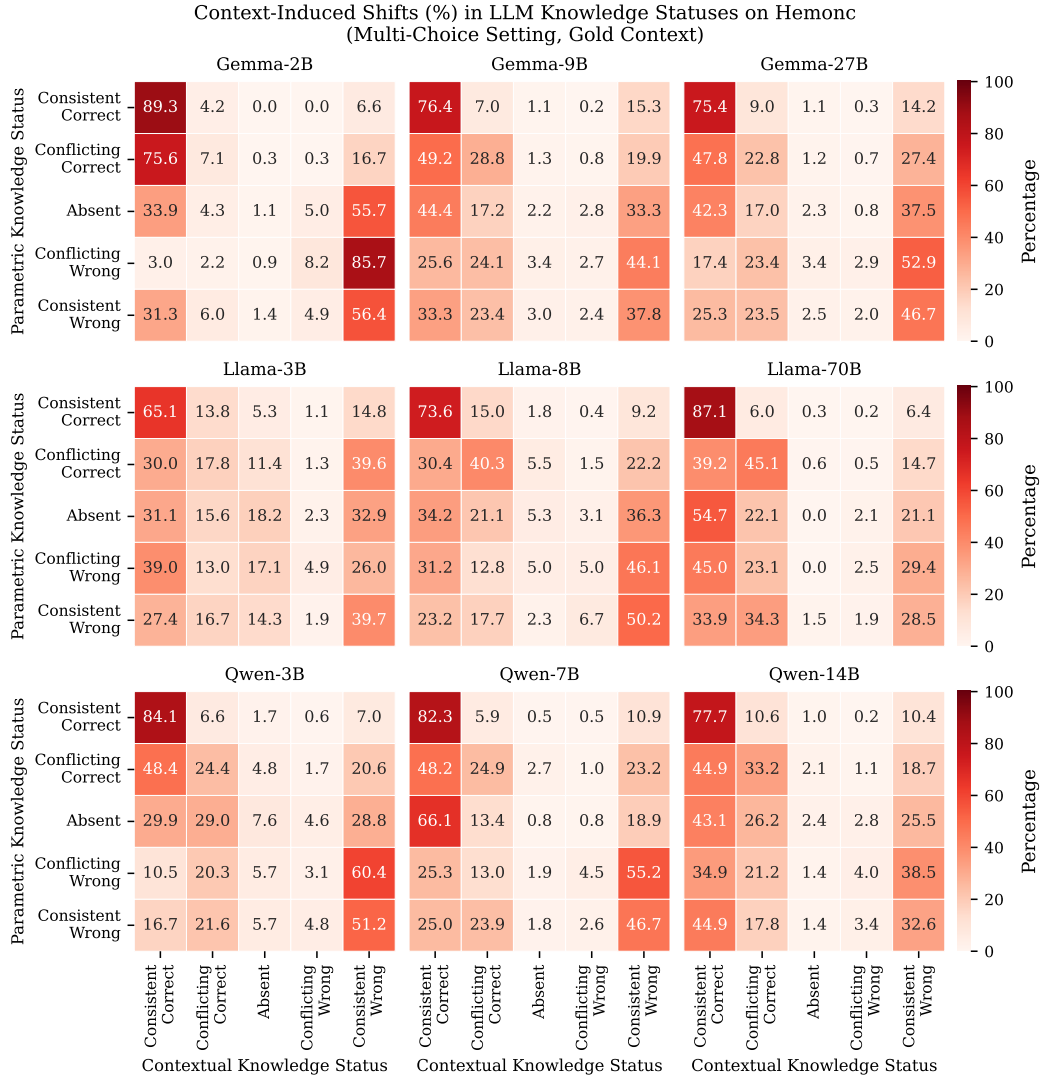 Context-Induced Shifts (%) in LLM Knowledge Statuses on Hemonc
(Multi-Choice Setting, Gold Context)
Gemma-2B Gemma-9B Gemma-27B
Parametric Knowledge Status
Consistent
Correct
89.3 4.2 0.0 0.0 6.6 76.4 7.0 1.1 0.2 15.3 75.4 9.0 1.1 0.3 14.2
Conflicting
Correct
75.6 7.1 0.3 0.3 16.7 49.2 28.8 1.3 0.8 19.9 47.8 22.8 1.2 0.7 27.4
Absent 33.9 4.3 1.1 5.0 55.7 44.4 17.2 2.2 2.8 33.3 42.3 17.0 2.3 0.8 37.5
Conflicting
Wrong
3.0 2.2 0.9 8.2 85.7 25.6 24.1 3.4 2.7 44.1 17.4 23.4 3.4 2.9 52.9
Consistent
Wrong
31.3 6.0 1.4 4.9 56.4 33.3 23.4 3.0 2.4 37.8 25.3 23.5 2.5 2.0 46.7
100
80
60
40
20
0
Percentage
Llama-3B Llama-8B Llama-70B
Parametric Knowledge Status
Consistent
Correct
65.1 13.8 5.3 1.1 14.8 73.6 15.0 1.8 0.4 9.2 87.1 6.0 0.3 0.2 6.4
Conflicting
Correct
30.0 17.8 11.4 1.3 39.6 30.4 40.3 5.5 1.5 22.2 39.2 45.1 0.6 0.5 14.7
Absent 31.1 15.6 18.2 2.3 32.9 34.2 21.1 5.3 3.1 36.3 54.7 22.1 0.0 2.1 21.1
Conflicting
Wrong
39.0 13.0 17.1 4.9 26.0 31.2 12.8 5.0 5.0 46.1 45.0 23.1 0.0 2.5 29.4
Consistent
Wrong
27.4 16.7 14.3 1.9 39.7 23.2 17.7 2.3 6.7 50.2 33.9 34.3 1.5 1.9 28.5
100
80
60
40
20
0
Percentage
Qwen-3B Qwen-7B Qwen-14B
Parametric Knowledge Status
Consistent
Correct
84.1 6.6 1.7 0.6 7.0 82.3 5.9 0.5 0.5 10.9 77.7 10.6 1.0 0.2 10.4
Conflicting
Correct
48.4 24.4 4.8 1.7 20.6 48.2 24.9 2.7 1.0 23.2 44.9 33.2 2.1 1.1 18.7
Absent 29.9 29.0 7.6 4.6 28.8 66.1 13.4 0.8 0.8 18.9 43.1 26.2 2.4 2.8 25.5
Conflicting
Wrong
10.5 20.3 5.7 3.1 60.4 25.3 13.0 1.9 4.5 55.2 34.9 21.2 1.4 4.0 38.5
Consistent
Wrong
16.7 21.6 5.7 4.8 51.2 25.0 23.9 1.8 2.6 46.7 44.9 17.8 1.4 3.4 32.6
100
80
60
40
20
0
Percentage
Consistent
Correct
Conflicting
Correct
Absent
Conflicting
Wrong
Consistent
Wrong
Consistent
Correct
Conflicting
Correct
Absent
Conflicting
Wrong
Consistent
Wrong
Consistent
Correct
Conflicting
Correct
Absent
Conflicting
Wrong
Consistent
Wrong
Contextual Knowledge Status Contextual Knowledge Status Contextual Knowledge Status